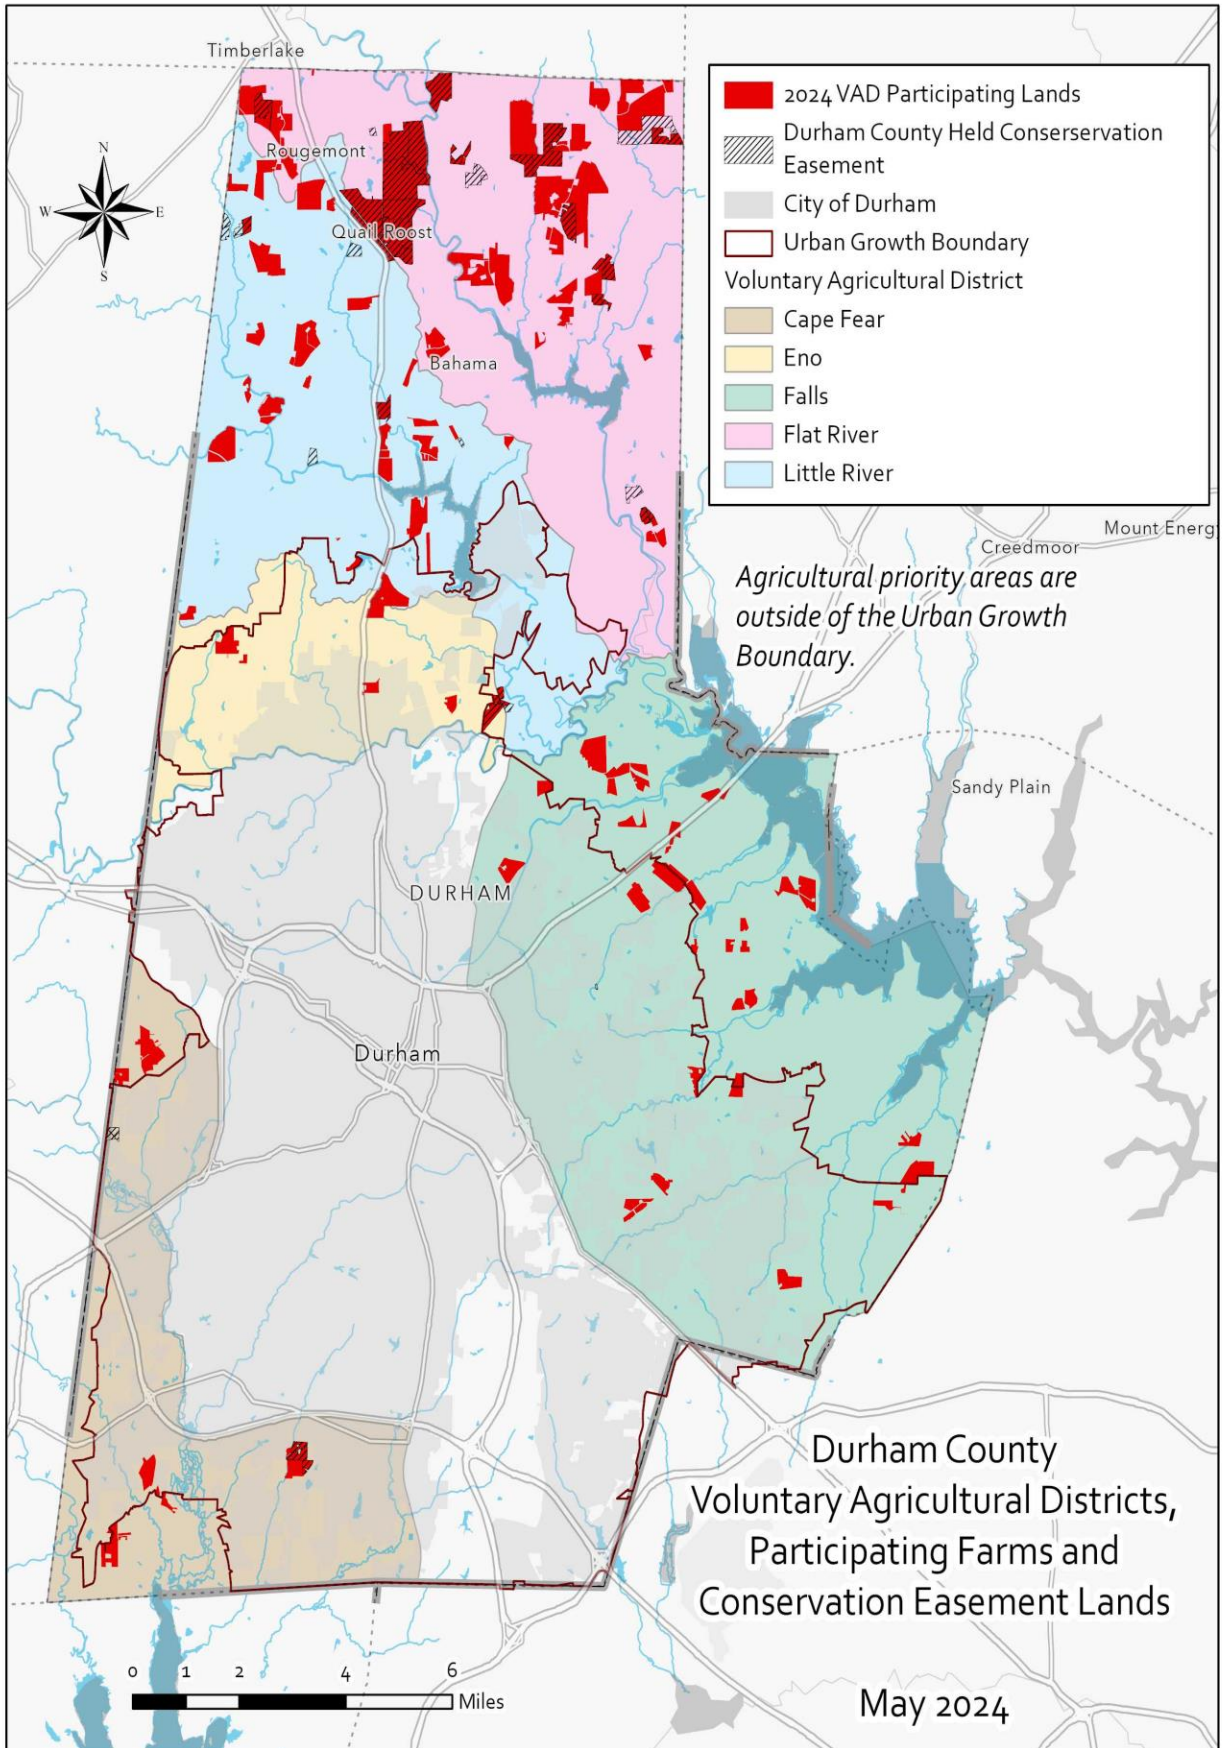 Timberlake
2024 VAD Participating Lands
Durham County Held Conserservation
Easement
City of Durham
Urban Growth Boundary
Voluntary Agricultural District
Cape Fear
Eno
Falls
Flat River
Little River
N
W
E
S
Rougemont
Quail Roost
Bahama
Mount Energy
Creedmoor
Agricultural priority areas are
outside of the Urban Growth
Boundary.
Sandy Plain
DURHAM
Durham
Durham County
Voluntary Agricultural Districts,
Participating Farms and
Conservation Easement Lands
0 1 2 4 6
Miles
May 2024